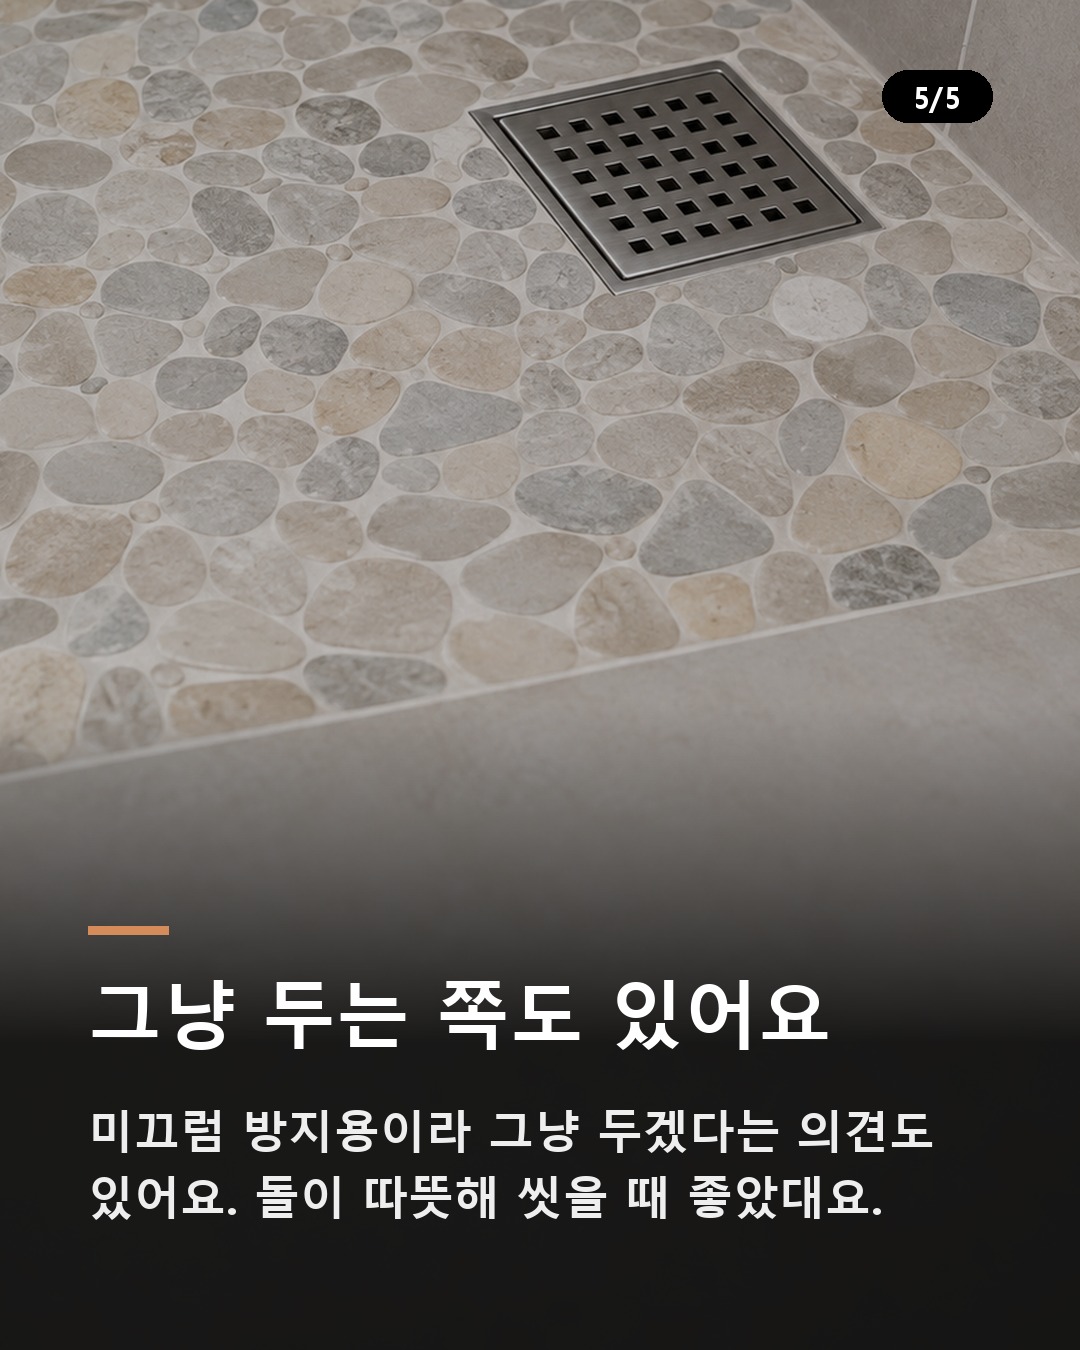 5/5
그냥 두는 쪽도 있어요
미끄럼 방지용이라 그냥 두겠다는 의견도
있어요. 돌이 따뜻해 씻을 때 좋았대요.